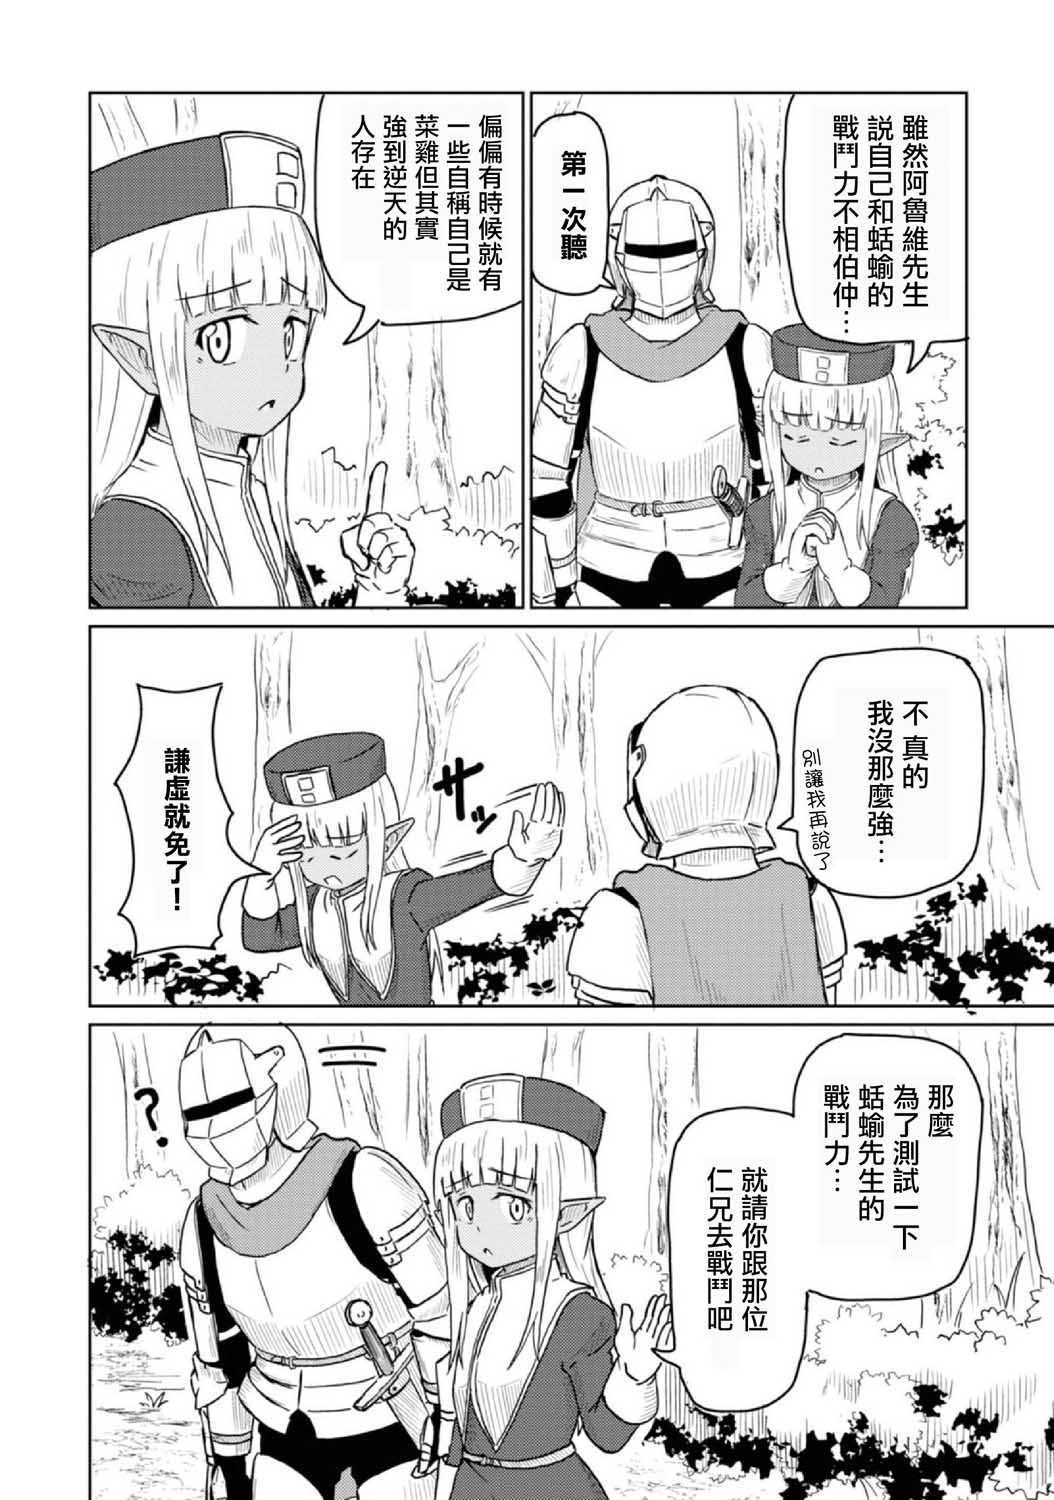 雖然阿魯維先生
説自己和蛞蝓的
戰鬥力不相伯仲…
第一次聽
偏偏有時候就有
一些自稱自己是
菜雞但其實
強到逆天的
人存在
不 真的
我沒那麼強…
別讓我再說了
サッ
謙虛就免了！
那麼
為了測試一下
蛞蝓先生的
戰鬥力…
就請你跟那位
仁兄去戰鬥吧
？